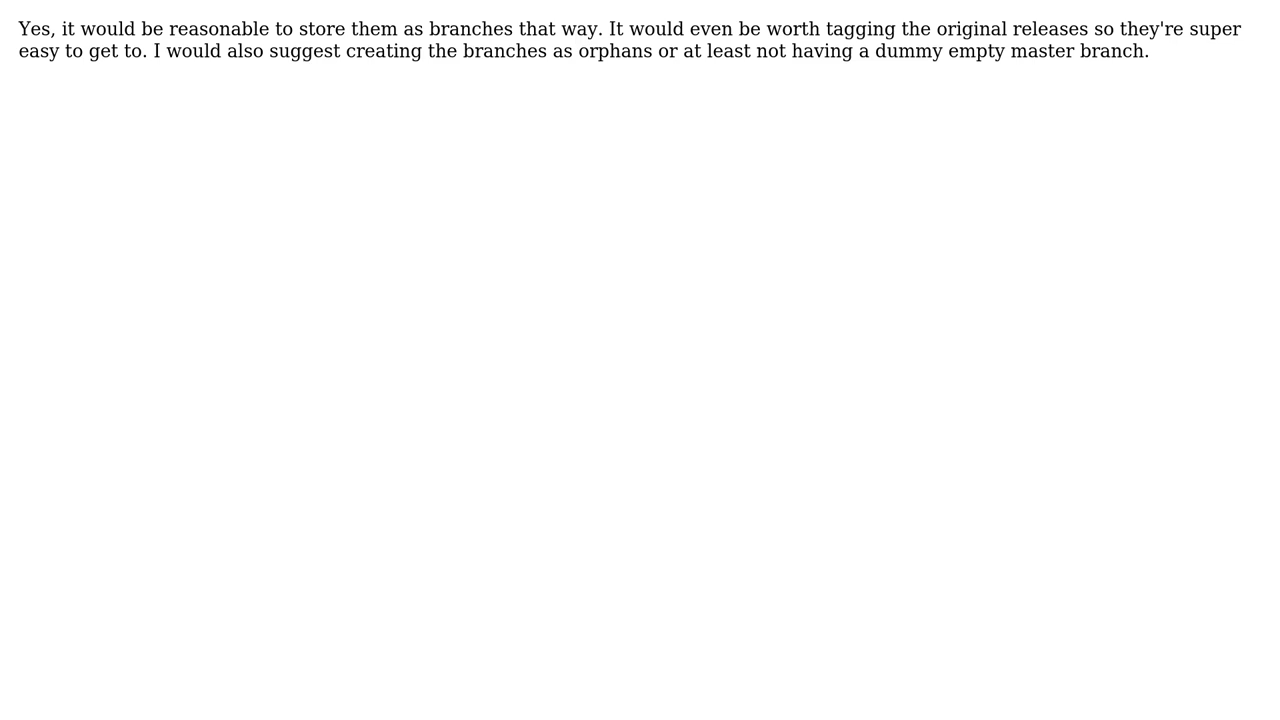 Yes, it would be reasonable to store them as branches that way. It would even be worth tagging the original releases so they're super
easy to get to. I would also suggest creating the branches as orphans or at least not having a dummy empty master branch.